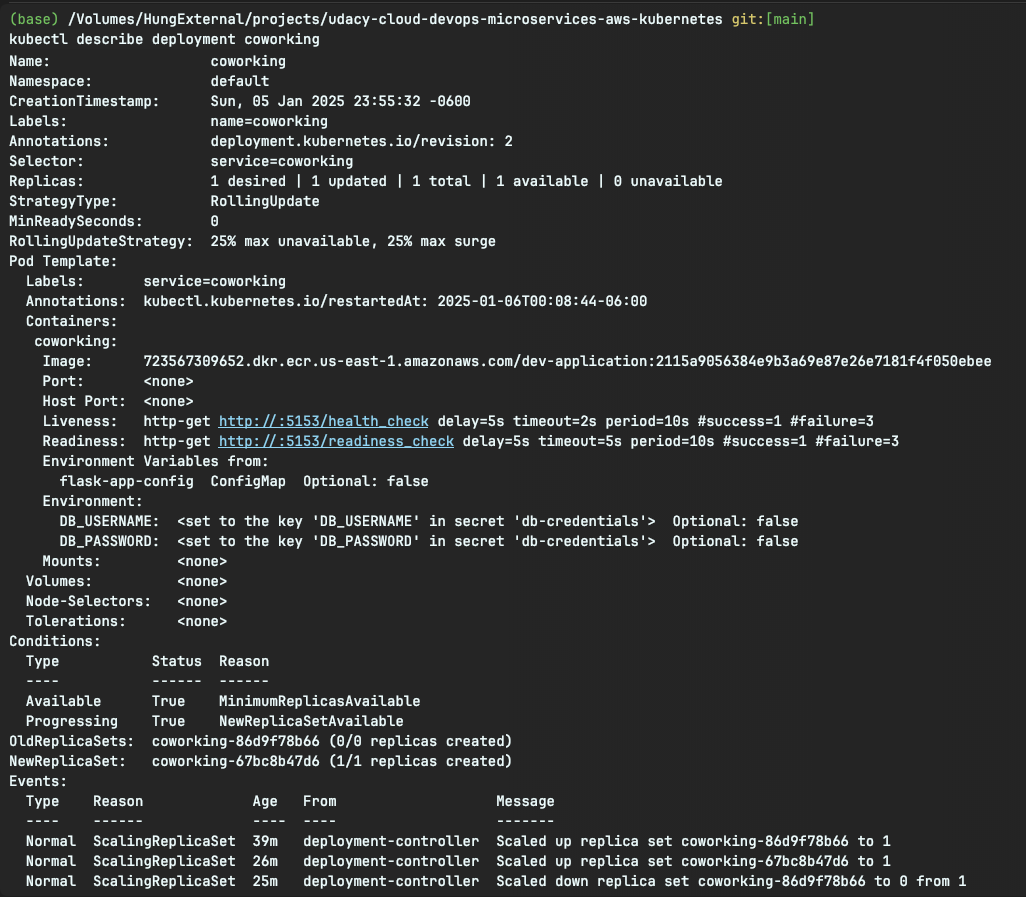 (base) /Volumes/HungExternal/projects/udacy-cloud-devops-microservices-aws-kubernetes git:[main]
kubectl describe deployment coworking
Name:                   coworking
Namespace:              default
CreationTimestamp:      Sun, 05 Jan 2025 23:55:32 -0600
Labels:                 name=coworking
Annotations:            deployment.kubernetes.io/revision: 2
Selector:               service=coworking
Replicas:               1 desired | 1 updated | 1 total | 1 available | 0 unavailable
StrategyType:           RollingUpdate
MinReadySeconds:        0
RollingUpdateStrategy:  25% max unavailable, 25% max surge
Pod Template:
  Labels:       service=coworking
  Annotations:  kubectl.kubernetes.io/restartedAt: 2025-01-06T00:08:44-06:00
  Containers:
   coworking:
    Image:      723567309652.dkr.ecr.us-east-1.amazonaws.com/dev-application:2115a9056384e9b3a69e87e26e7181f4f050ebee
    Port:       <none>
    Host Port:  <none>
    Liveness:   http-get http://:5153/health_check delay=5s timeout=2s period=10s #success=1 #failure=3
    Readiness:  http-get http://:5153/readiness_check delay=5s timeout=5s period=10s #success=1 #failure=3
    Environment Variables from:
      flask-app-config  ConfigMap  Optional: false
    Environment:
      DB_USERNAME:  <set to the key 'DB_USERNAME' in secret 'db-credentials'>  Optional: false
      DB_PASSWORD:  <set to the key 'DB_PASSWORD' in secret 'db-credentials'>  Optional: false
    Mounts:         <none>
  Volumes:          <none>
  Node-Selectors:   <none>
  Tolerations:      <none>
Conditions:
  Type           Status  Reason
  ----           ------  ------
  Available      True    MinimumReplicasAvailable
  Progressing    True    NewReplicaSetAvailable
OldReplicaSets:  coworking-86d9f78b66 (0/0 replicas created)
NewReplicaSet:   coworking-67bc8b47d6 (1/1 replicas created)
Events:
  Type    Reason             Age   From                   Message
  ----    ------             ----  ----                   -------
  Normal  ScalingReplicaSet  39m   deployment-controller  Scaled up replica set coworking-86d9f78b66 to 1
  Normal  ScalingReplicaSet  26m   deployment-controller  Scaled up replica set coworking-67bc8b47d6 to 1
  Normal  ScalingReplicaSet  25m   deployment-controller  Scaled down replica set coworking-86d9f78b66 to 0 from 1